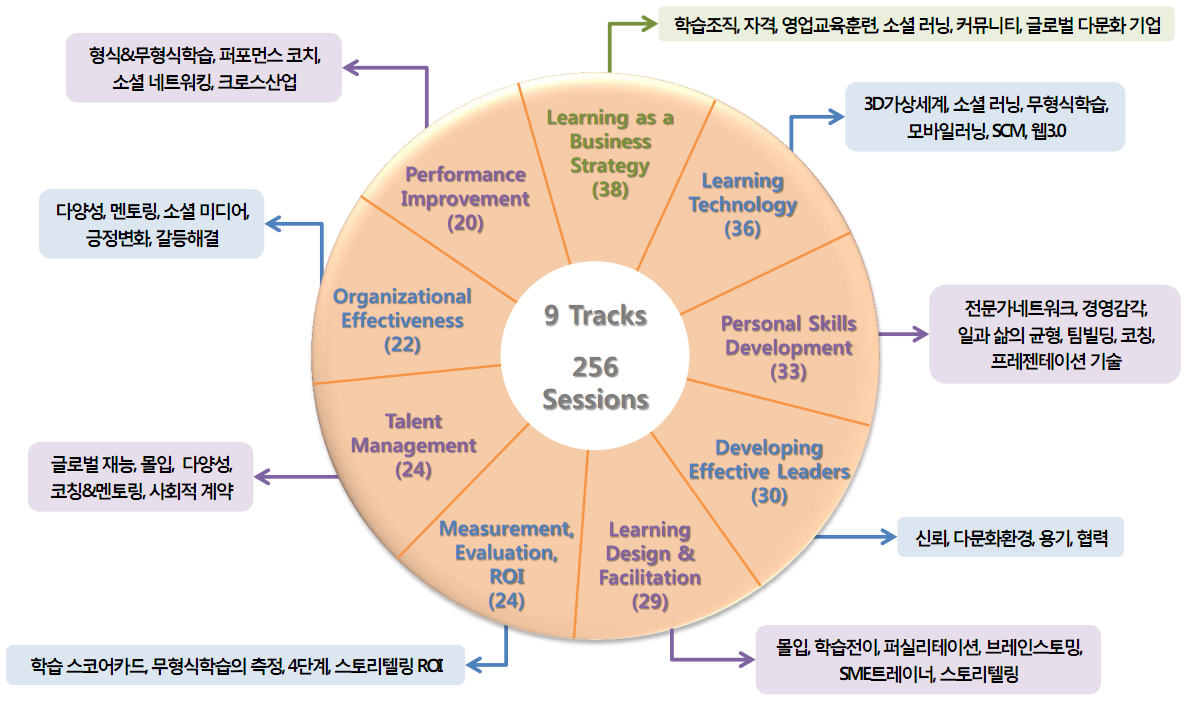 학습조직, 자격, 영업교육훈련, 소셜 러닝, 커뮤니티, 글로벌 다문화 기업
형식&무형식학습, 퍼포먼스 코치,
소셜 네트워킹, 크로스산업
3D가상세계, 소셜 러닝, 무형식학습,
모바일러닝, SCM, 웹3.0
Learning as a
Business
Strategy
(38)
Performance
Improvement
(20)
Learning
Technology
(36)
다양성, 멘토링, 소셜 미디어,
긍정변화, 갈등해결
Organizational
Effectiveness
(22)
9 Tracks
256
Sessions
Personal Skills
Development
(33)
전문가네트워크, 경영감각,
일과 삶의 균형, 팀빌딩, 코칭,
프레젠테이션 기술
Talent
Management
(24)
글로벌 재능, 몰입, 다양성,
코칭&멘토링, 사회적 계약
Developing
Effective Leaders
(30)
신뢰, 다문화환경, 용기, 협력
Measurement,
Evaluation,
ROI
(24)
Learning
Design &
Facilitation
(29)
학습 스코어카드, 무형식학습의 측정, 4단계, 스토리텔링 ROI
몰입, 학습전이, 퍼실리테이션, 브레인스토밍,
SME트레이너, 스토리텔링